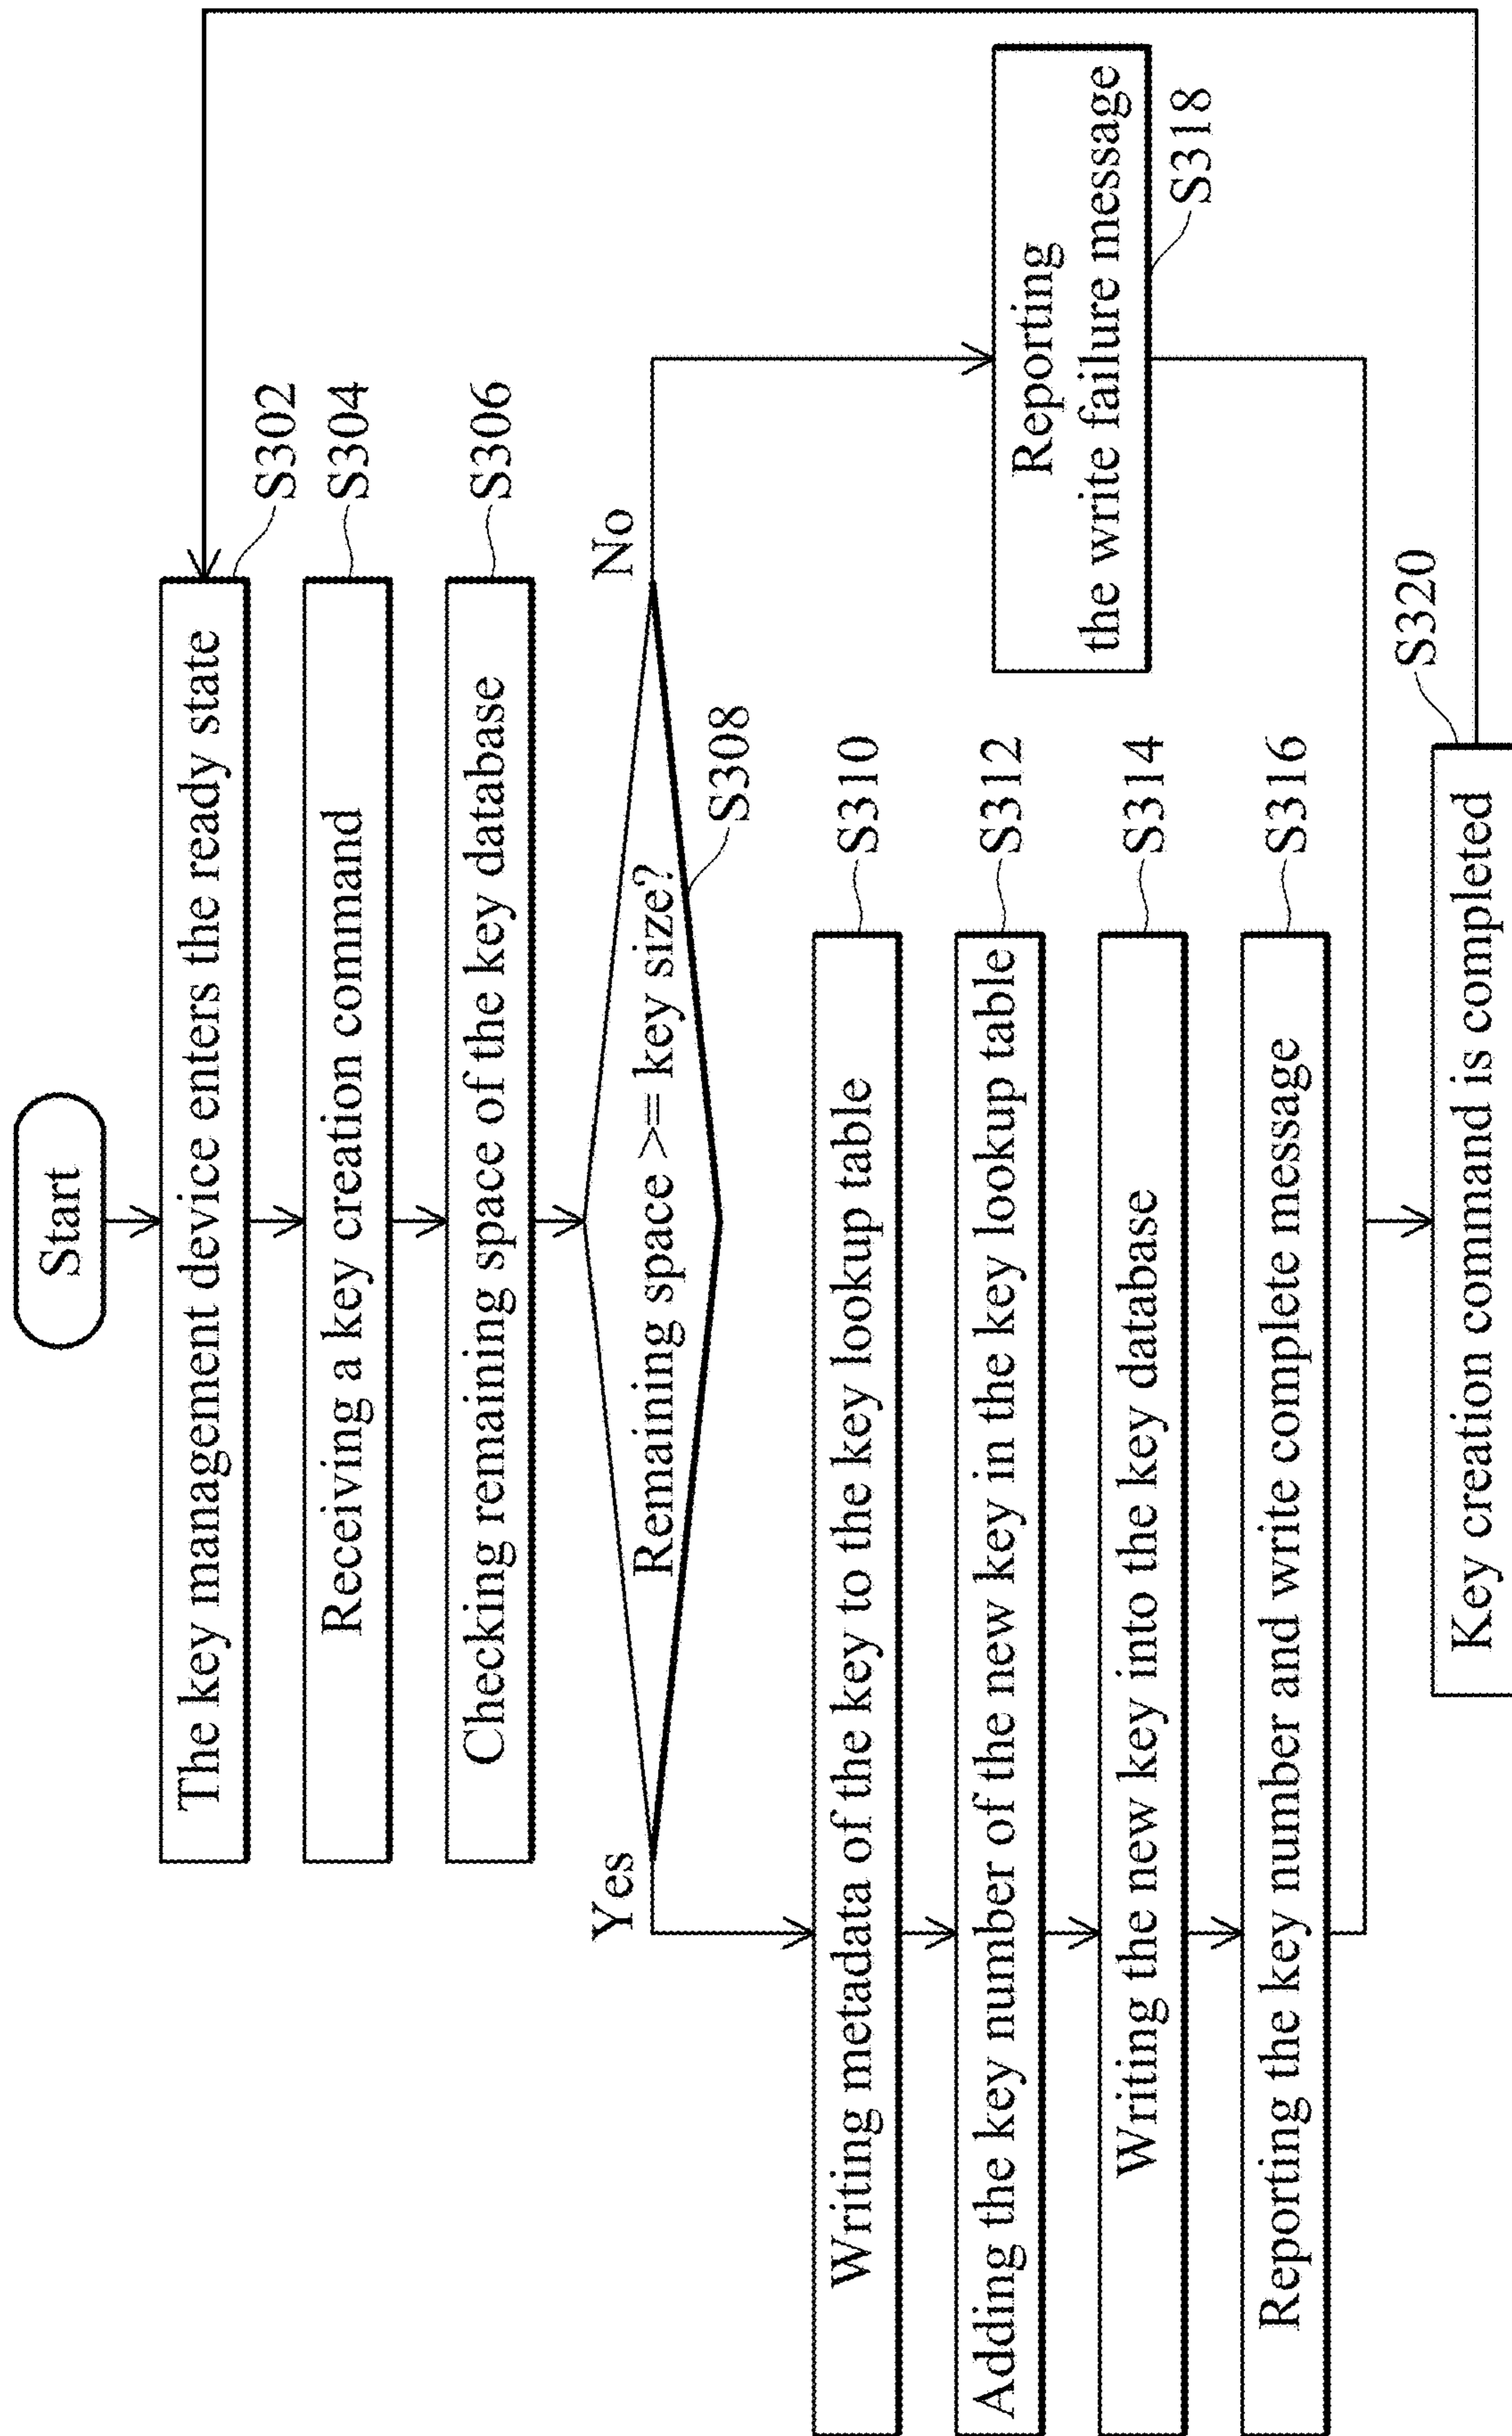 Start
The key management device enters the ready state
S302
Receiving a key creation command
S304
Checking remaining space of the key database
S306
Remaining space >= key size?
S308
Yes
No
Writing metadata of the key to the key lookup table
S310
Adding the key number of the new key in the key lookup table
S312
Writing the new key into the key database
S314
Reporting the key number and write complete message
S316
Reporting
the write failure message
S318
Key creation command is completed
S320